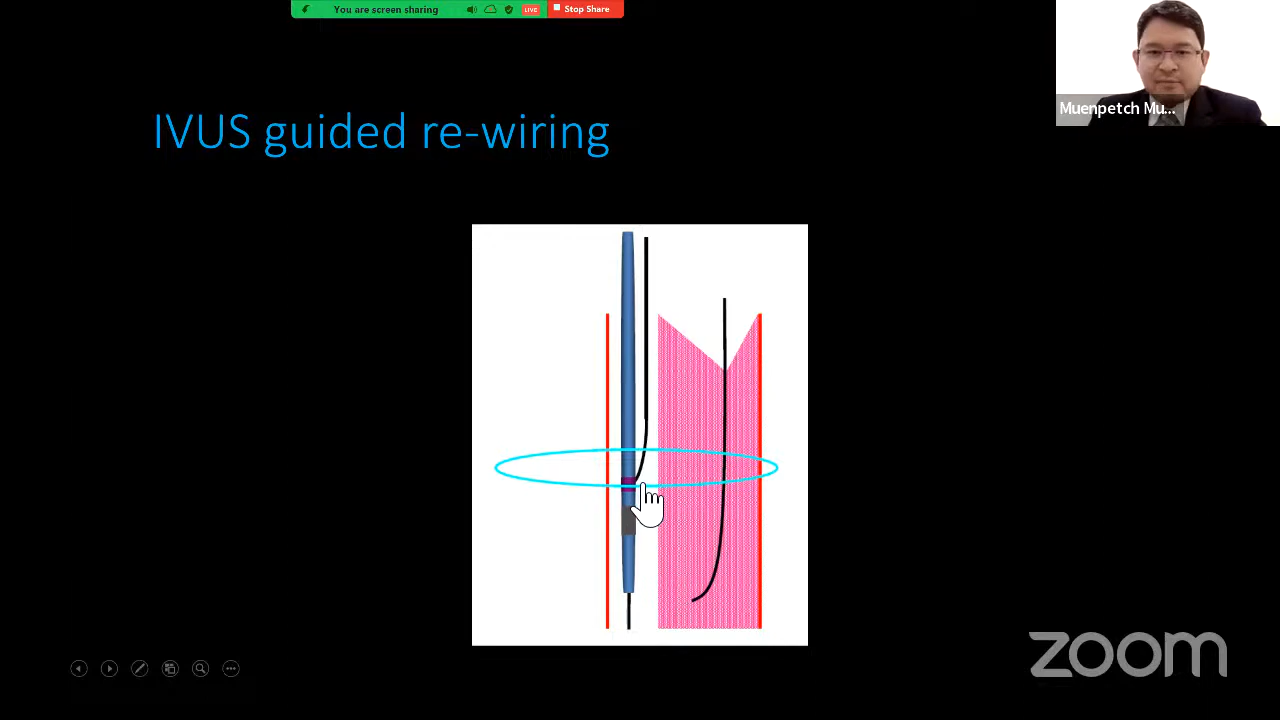 You are screen sharing
LIVE
Stop Share
Muenpetch Mu...
IVUS guided re-wiring
zoom